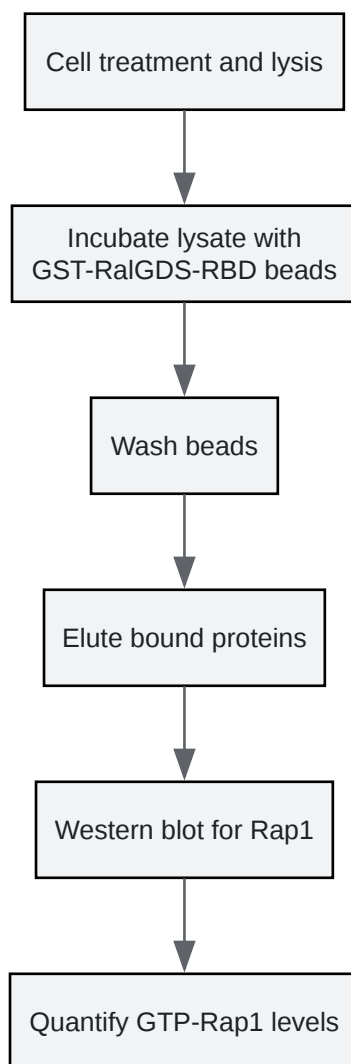 Cell treatment and lysis
Incubate lysate with
GST-RalGDS-RBD beads
Wash beads
Elute bound proteins
Western blot for Rap1
Quantify GTP-Rap1 levels